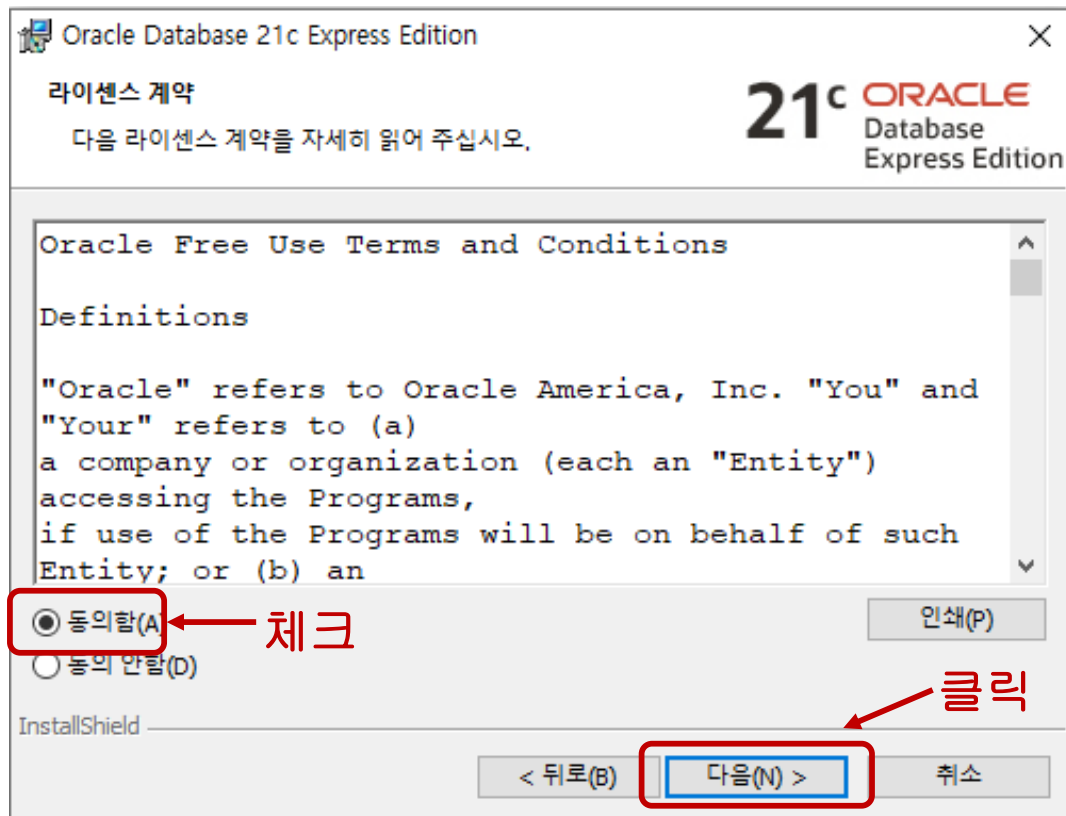 Oracle Database 21c Express Edition
라이센스 계약
다음 라이센스 계약을 자세히 읽어 주십시오.
21c ORACLE
Database
Express Edition
Oracle Free Use Terms and Conditions
Definitions
"Oracle" refers to Oracle America, Inc. "You" and
"Your" refers to (a)
a company or organization (each an "Entity")
accessing the Programs,
if use of the Programs will be on behalf of such
Entity; or (b) an
동의함(A) 체크
인쇄(P)
동의 안함(D)
클릭
InstallShield
< 뒤로(B) 다음(N) > 취소